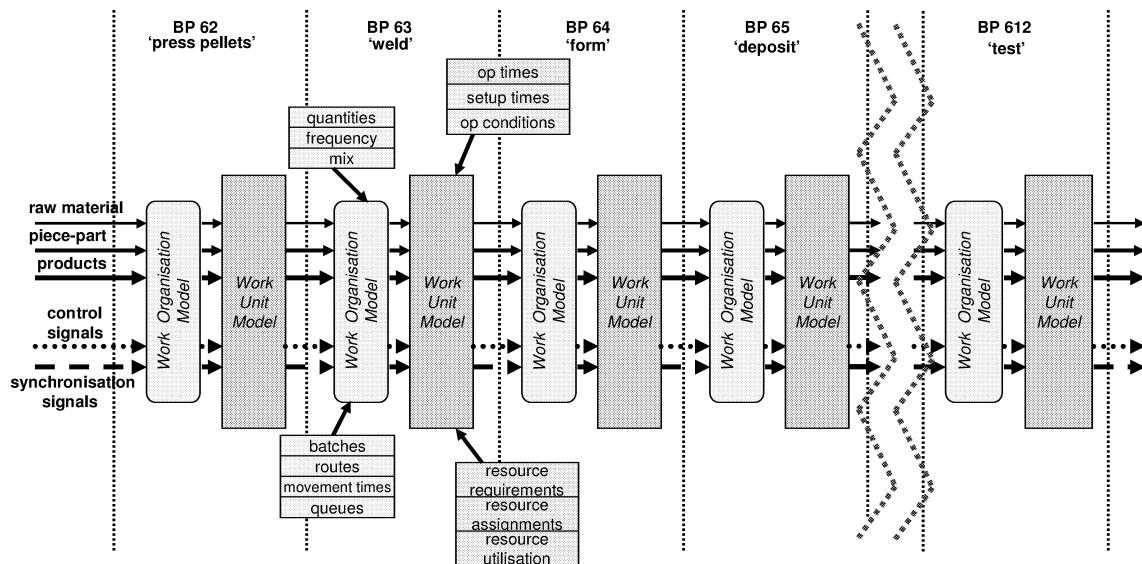 BP 62
'press pellets'
BP 63
'weld'
BP 64
'form'
BP 65
'deposit'
BP 612
'test'
op times
setup times
op conditions
quantities
frequency
mix
raw material
piece-part
products
control
signals
synchronisation
signals
Work Organisation
Model
Work
Unit
Model
Work Organisation
Model
Work
Unit
Model
Work Organisation
Model
Work
Unit
Model
Work Organisation
Model
Work
Unit
Model
Work Organisation
Model
Work
Unit
Model
batches
routes
movement times
queues
resource
requirements
resource
assignments
resource
utilisation